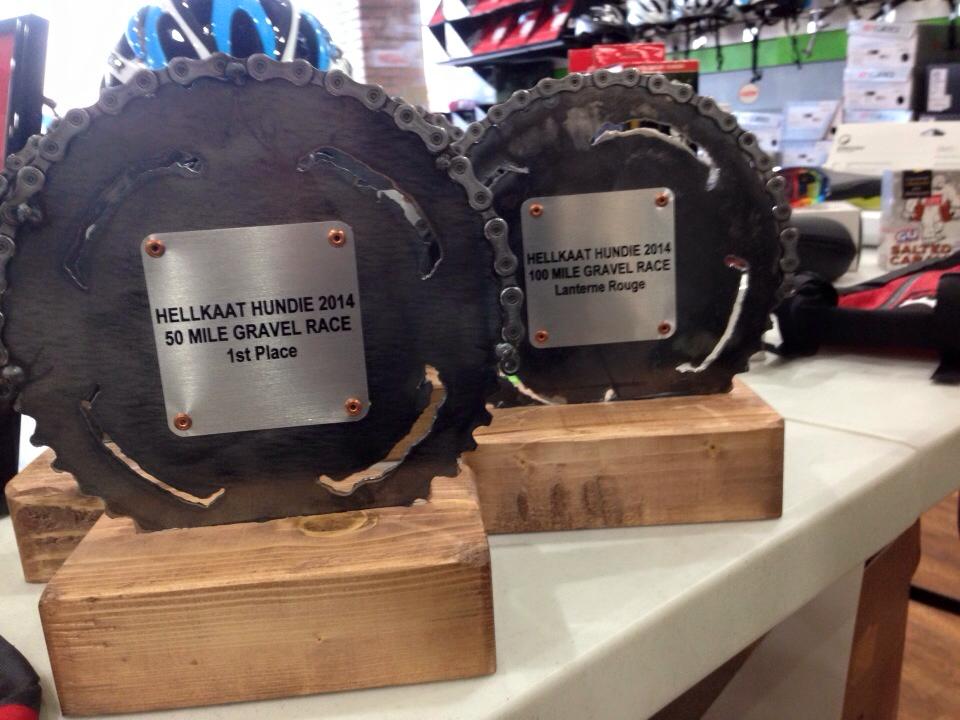 HELLKAAT HUNDIE 2014
50 MILE GRAVEL RACE
1st Place
HELLKAAT HUNDIE 2014
100 MILE GRAVEL RACE
Lanterne Rouge
GU
SALTED